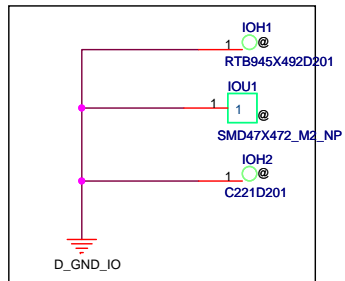 IOH1
1 @
RTB945X492D201
IOU1
1 1 @
SMD47X472_M2_NP
IOH2
1 @
C221D201
D_GND_IO